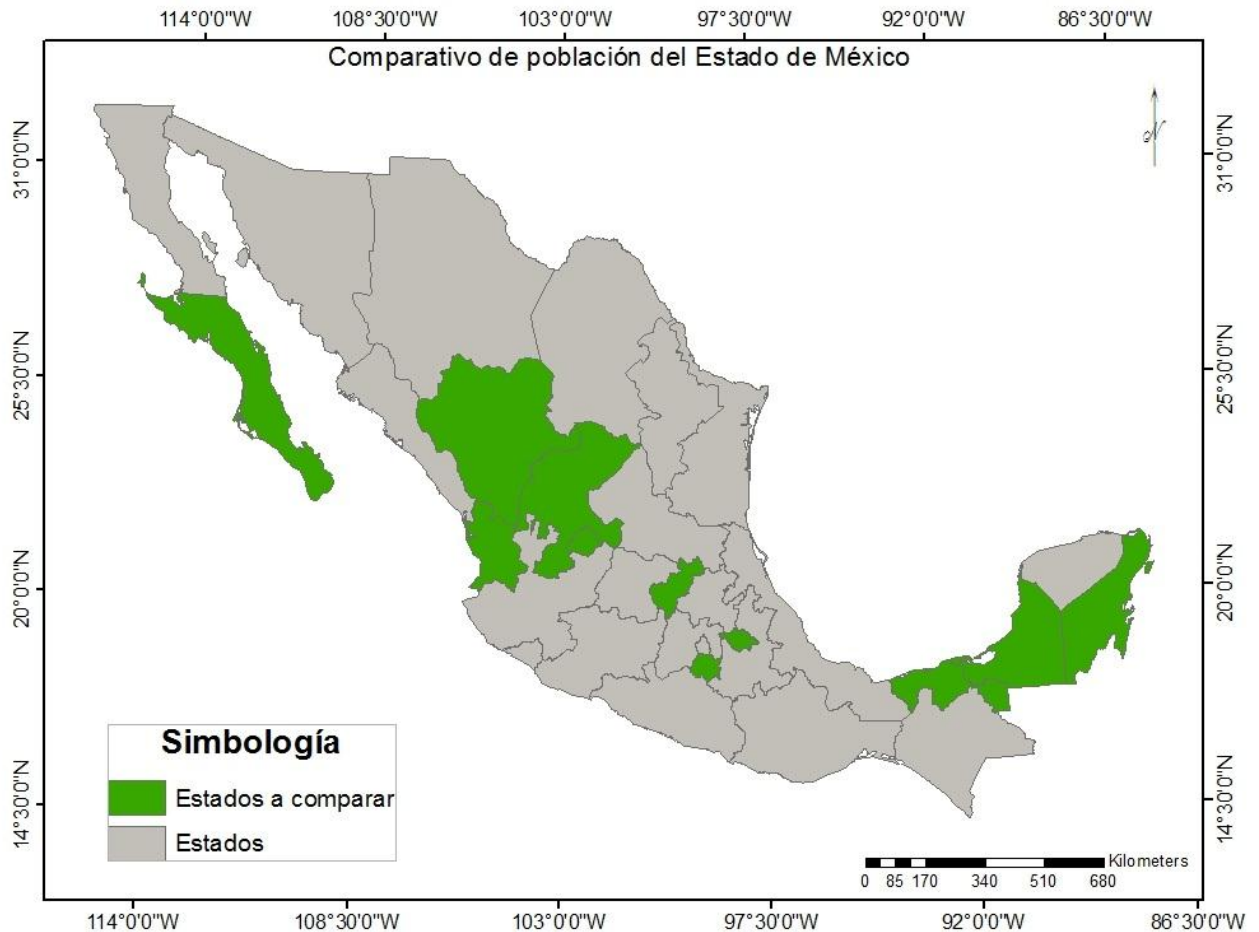 114°0'0"W 108°30'0"W 103°0'0"W 97°30'0"W 92°0'0"W 86°30'0"W
Comparativo de población del Estado de México
N
31°0'0"N 31°0'0"N
25°30'0"N 25°30'0"N
20°0'0"N 20°0'0"N
14°30'0"N 14°30'0"N
Simbología
Estados a comparar
Estados
Kilometers
0 85 170 340 510 680
114°0'0"W 108°30'0"W 103°0'0"W 97°30'0"W 92°0'0"W 86°30'0"W